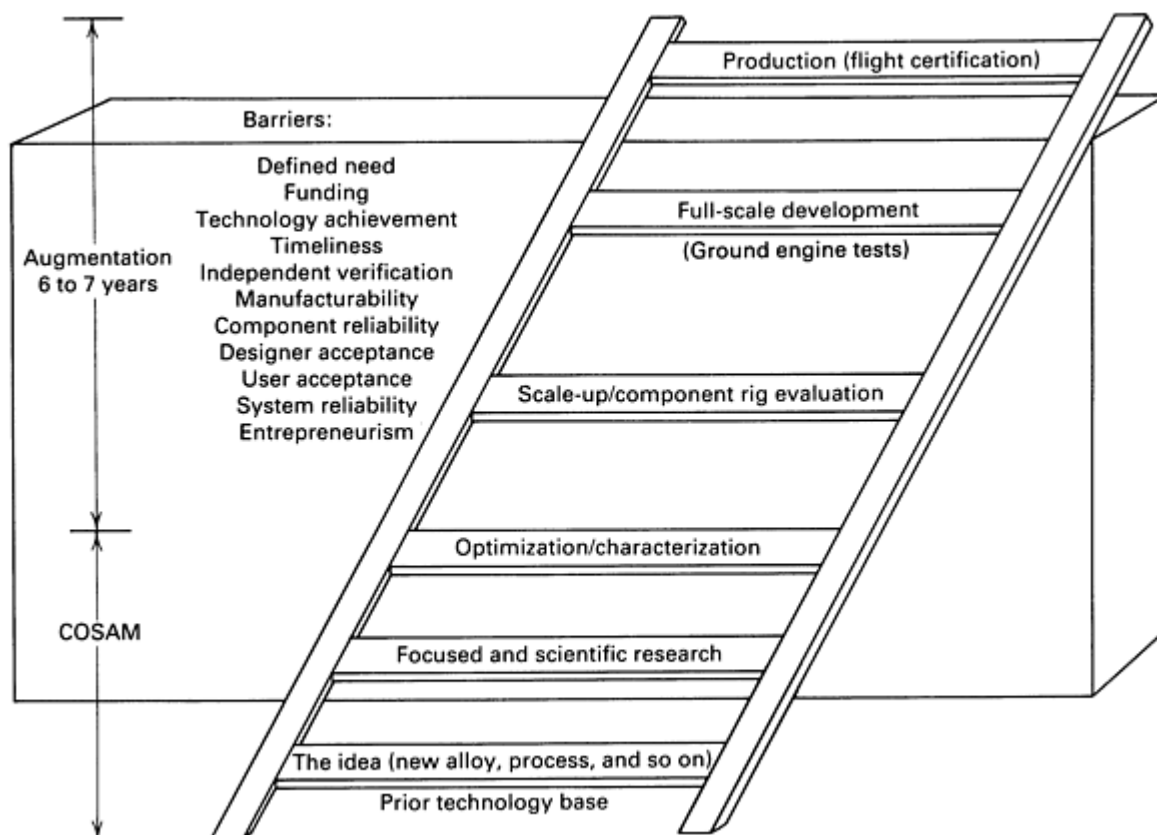 Production (flight certification)
Barriers:
Defined need
Funding
Technology achievement
Timeliness
Independent verification
Manufacturability
Component reliability
Designer acceptance
User acceptance
System reliability
Entrepreneurism
Augmentation
6 to 7 years
Full-scale development
(Ground engine tests)
Scale-up/component rig evaluation
Optimization/characterization
COSAM
Focused and scientific research
The idea (new alloy, process, and so on)
Prior technology base